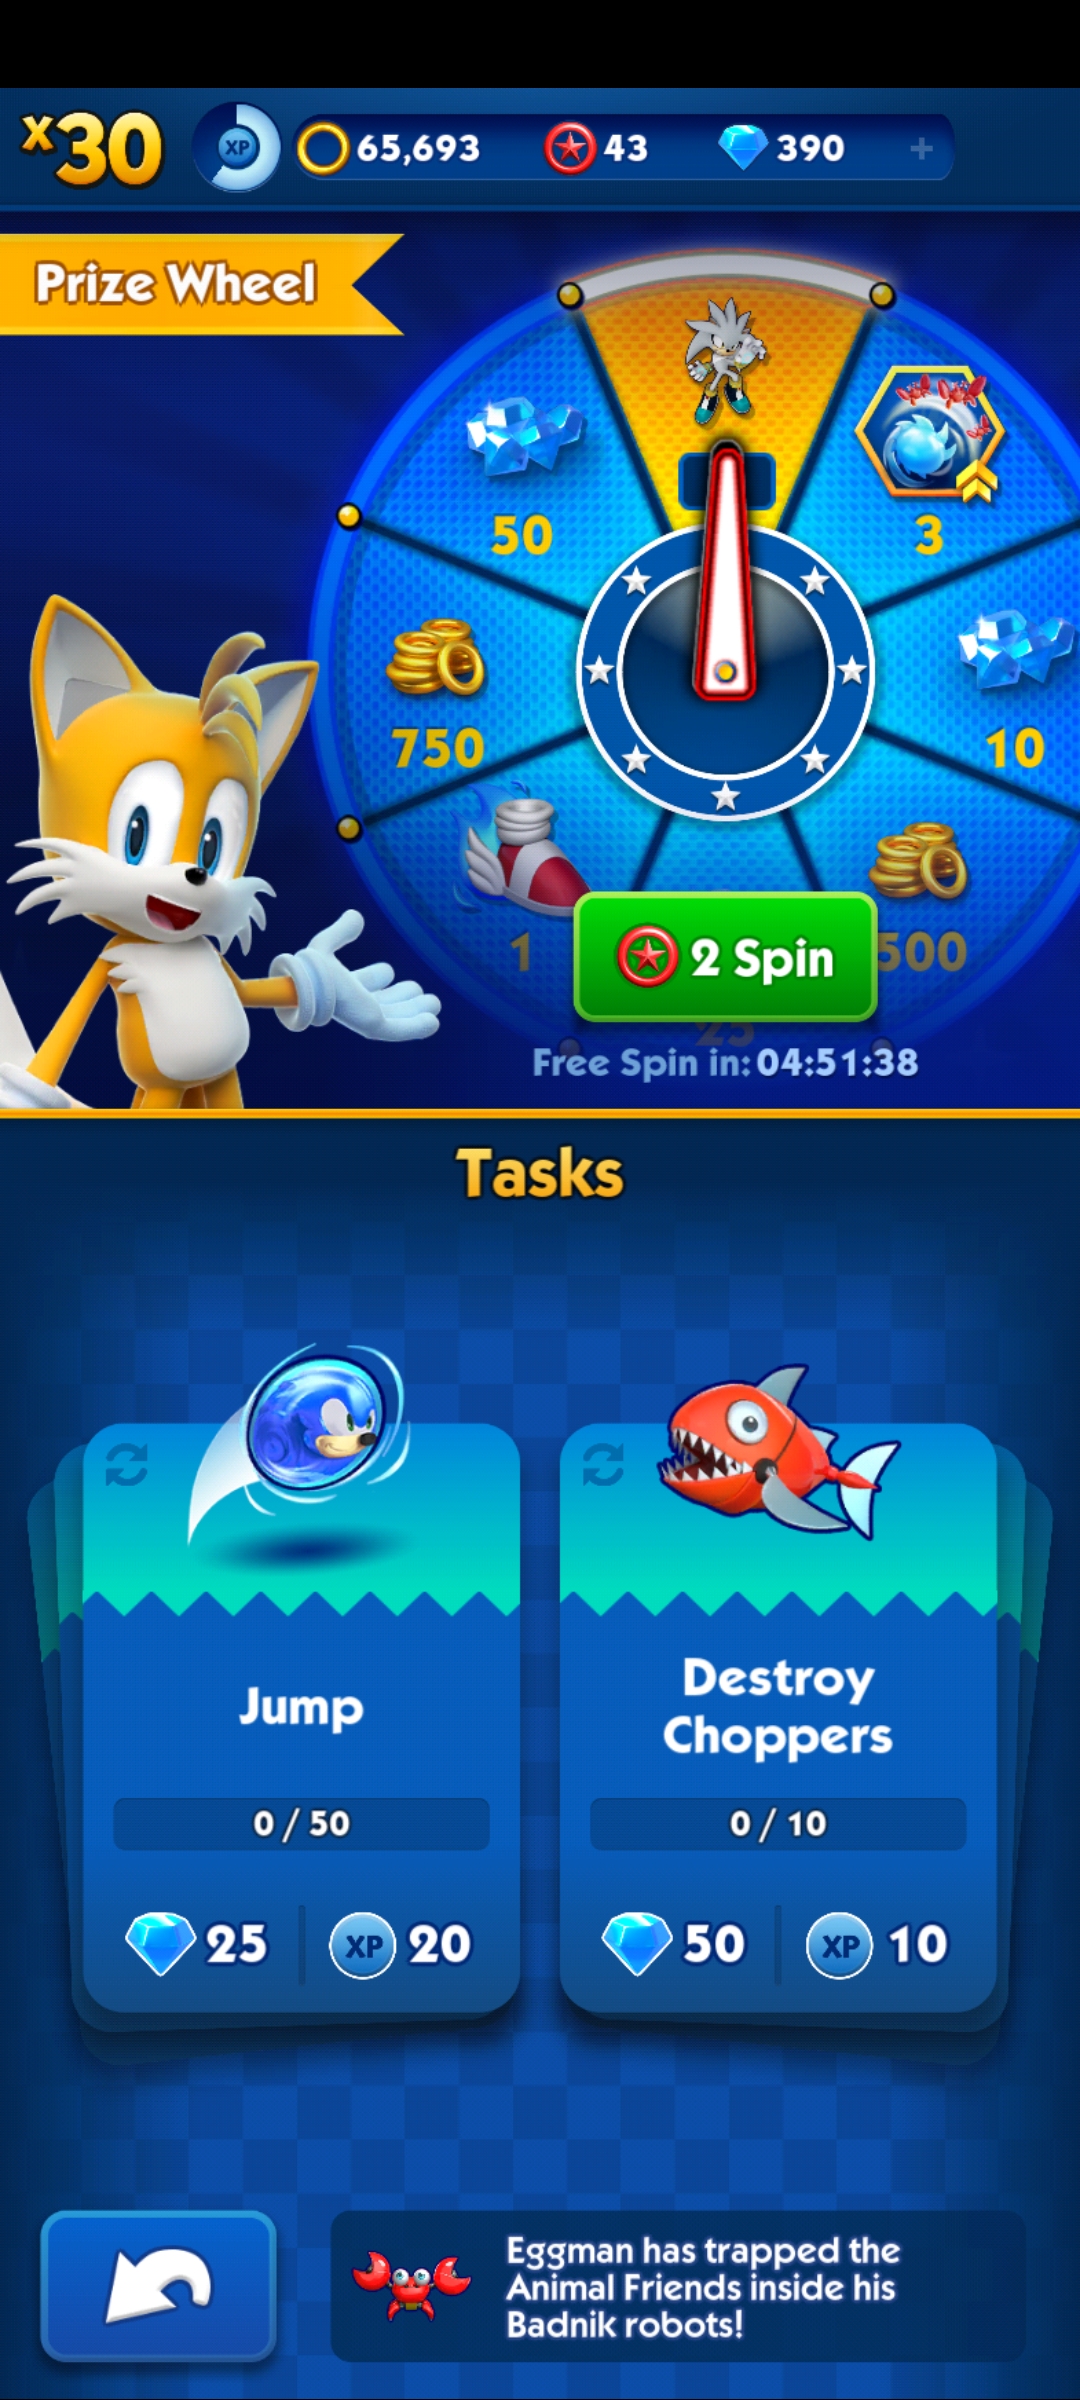 x30
XP
65,693
43
390
+
Prize Wheel
50
3
750
10
1
500
2 Spin
25
Free Spin in: 04:51:38
Tasks
Jump
Destroy
Choppers
0 / 50
0 / 10
25
XP
20
50
XP
10
Eggman has trapped the
Animal Friends inside his
Badnik robots!